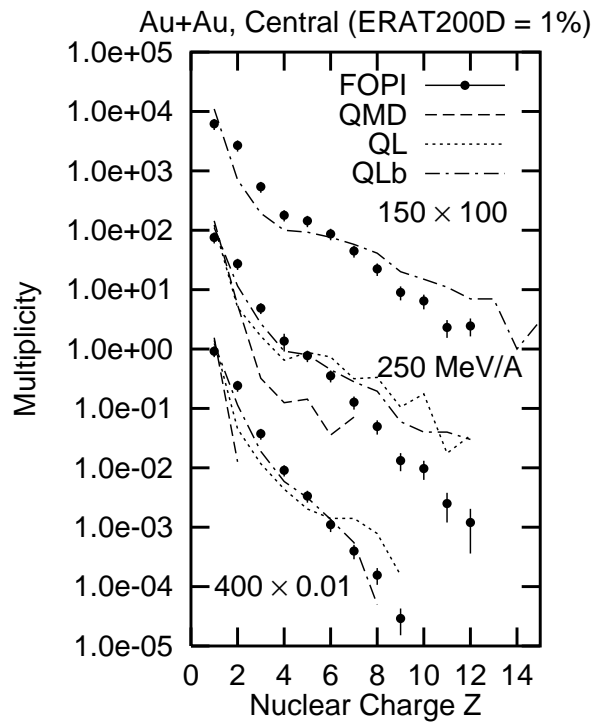 Au+Au, Central (ERAT200D = 1%)
1.0e+05
1.0e+04
1.0e+03
1.0e+02
1.0e+01
1.0e+00
1.0e-01
1.0e-02
1.0e-03
1.0e-04
1.0e-05
Multiplicity
FOPI
QMD
QL
QLb
150 × 100
250 MeV/A
400 × 0.01
0 2 4 6 8 10 12 14
Nuclear Charge Z